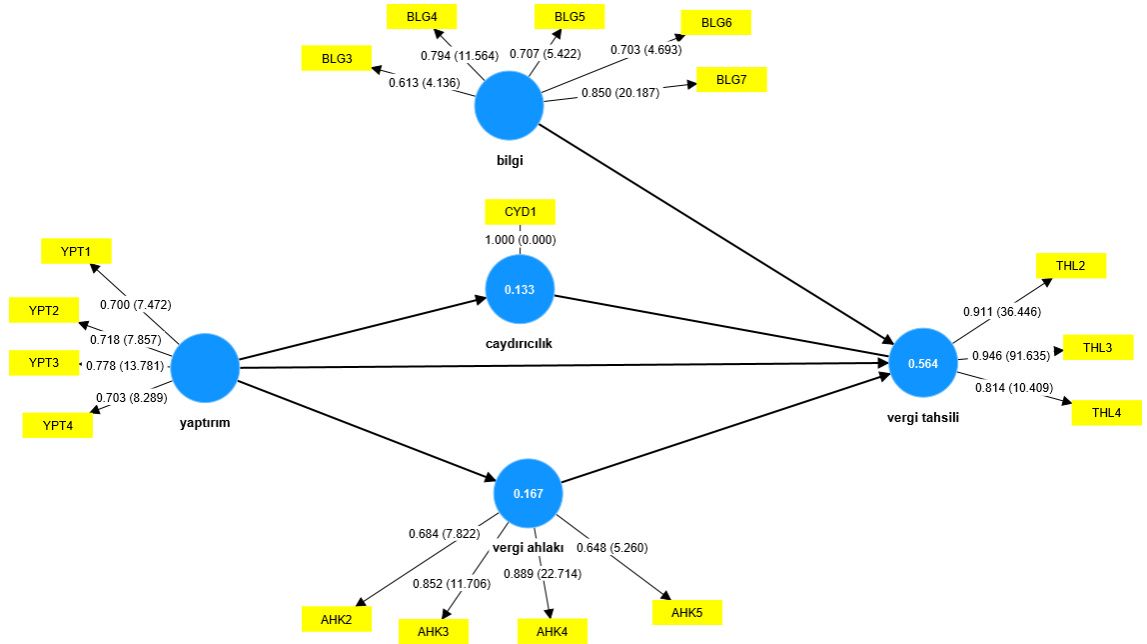 BLG4
BLG5
BLG6
BLG3
0.794 (11.564)
0.707 (5.422)
0.703 (4.693)
0.613 (4.136)
0.850 (20.187)
BLG7
bilgi
CYD1
1.000 (0.000)
YPT1
0.700 (7.472)
YPT2
0.718 (7.857)
YPT3
0.778 (13.781)
0.703 (8.289)
YPT4
yaptırım
0.133
caydırıcılık
THL2
0.911 (36.446)
THL3
0.946 (91.635)
0.564
0.814 (10.409)
THL4
vergi tahsili
0.167
vergi ahlakı
0.684 (7.822)
0.648 (5.260)
0.852 (11.706)
0.889 (22.714)
AHK2
AHK3
AHK4
AHK5